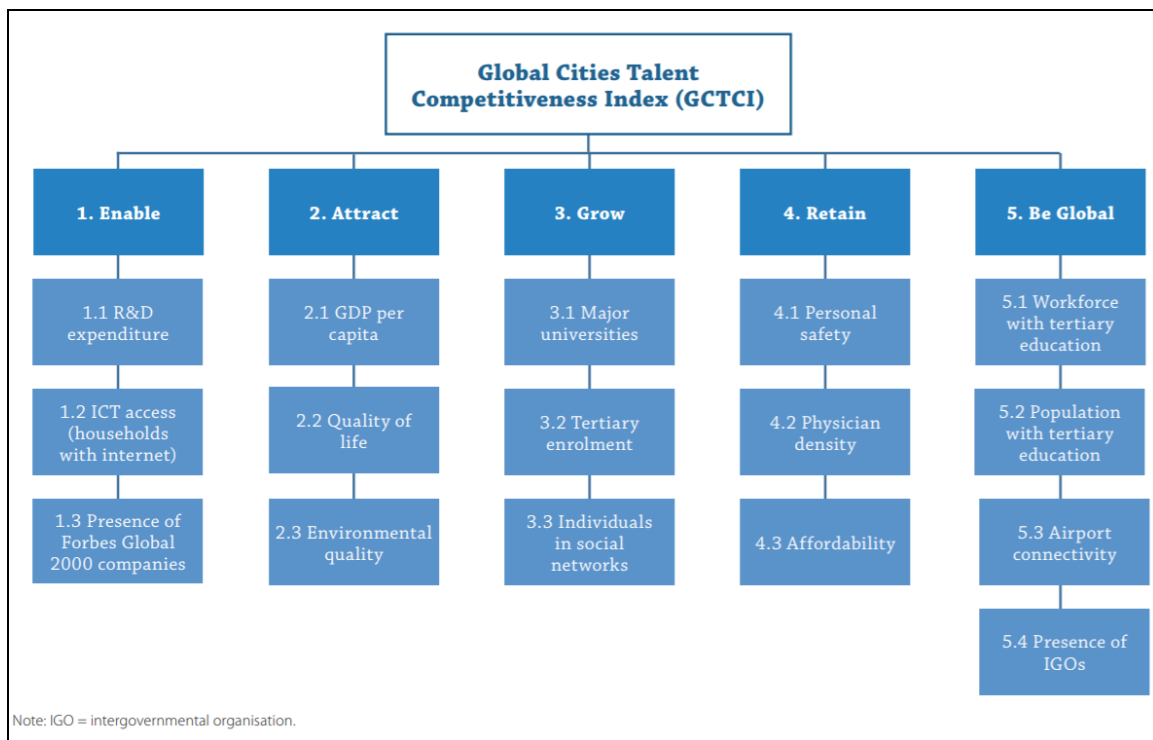 Global Cities Talent
Competitiveness Index (GCTCI)
1. Enable
2. Attract
3. Grow
4. Retain
5. Be Global
1.1 R&D
expenditure
2.1 GDP per
capita
3.1 Major
universities
4.1 Personal
safety
5.1 Workforce
with tertiary
education
1.2 ICT access
(households
with internet)
2.2 Quality of
life
3.2 Tertiary
enrolment
4.2 Physician
density
5.2 Population
with tertiary
education
1.3 Presence of
Forbes Global
2000 companies
2.3 Environmental
quality
3.3 Individuals
in social
networks
4.3 Affordability
5.3 Airport
connectivity
5.4 Presence of
IGOs
Note: IGO = intergovernmental organisation.